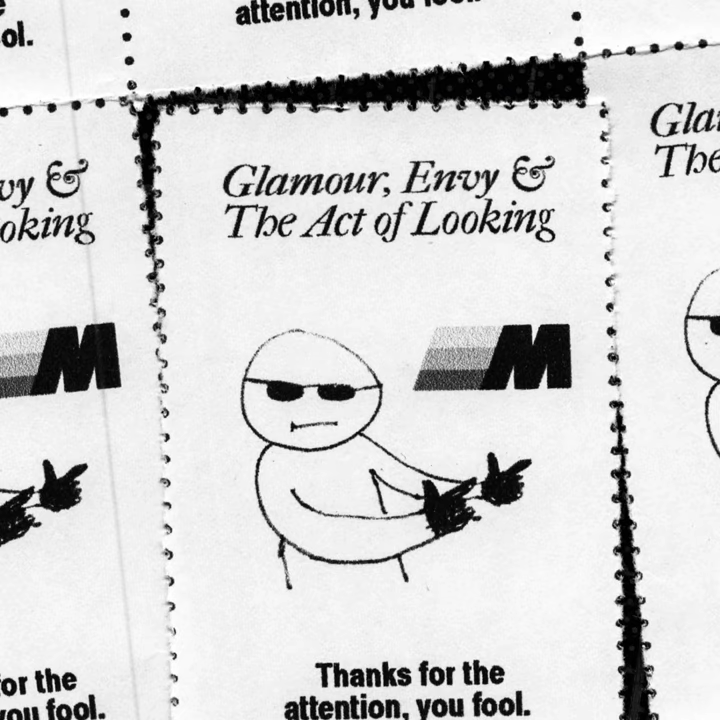 ol.
attention, you fool.
vy &
oking
Glamour, Envy &
The Act of Looking
Gla
The
M
M
for the
you fool.
Thanks for the
attention, you fool.